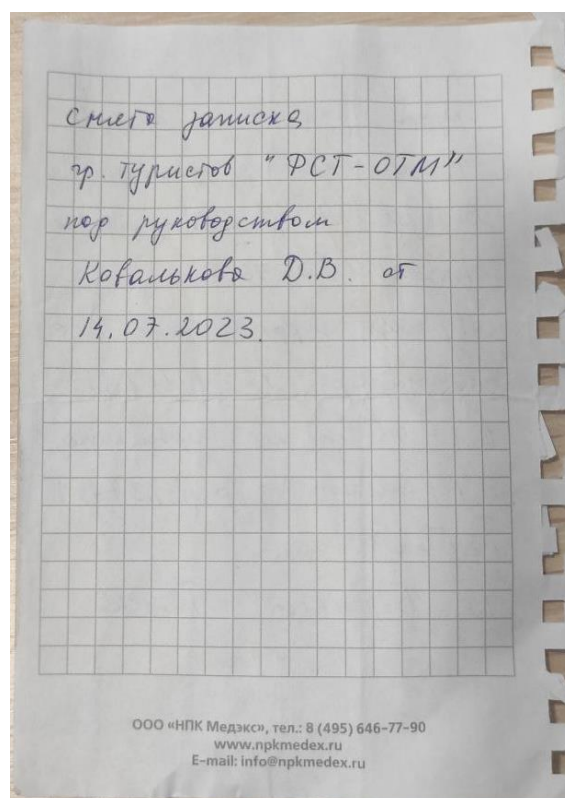 Снята записка
гр. туристов "ФСТ-ОТМ"
под руководством
Ковалькова Д.В. от
14.07.2023.
ООО «НПК Медэкс», тел.: 8 (495) 646-77-90
www.npkmedex.ru
E-mail: info@npkmedex.ru